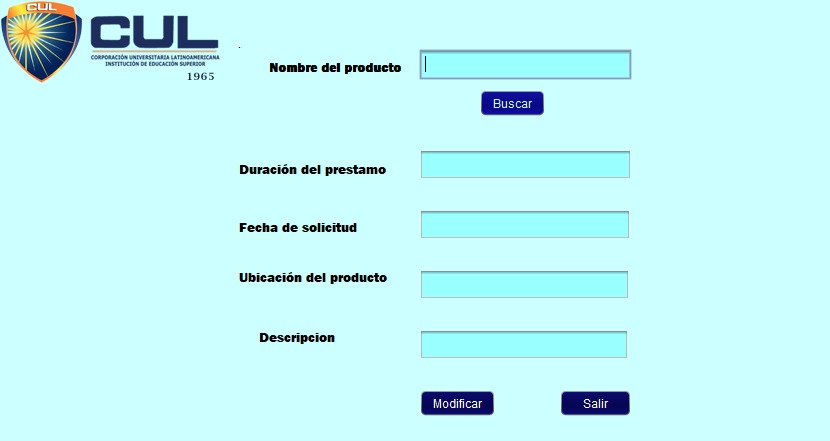 CUL
CUL
CORPORACIÓN UNIVERSITARIA LATINOAMERICANA
INSTITUCIÓN DE EDUCACIÓN SUPERIOR
1965
Nombre del producto
Buscar
Duración del prestamo
Fecha de solicitud
Ubicación del producto
Descripcion
Modificar
Salir